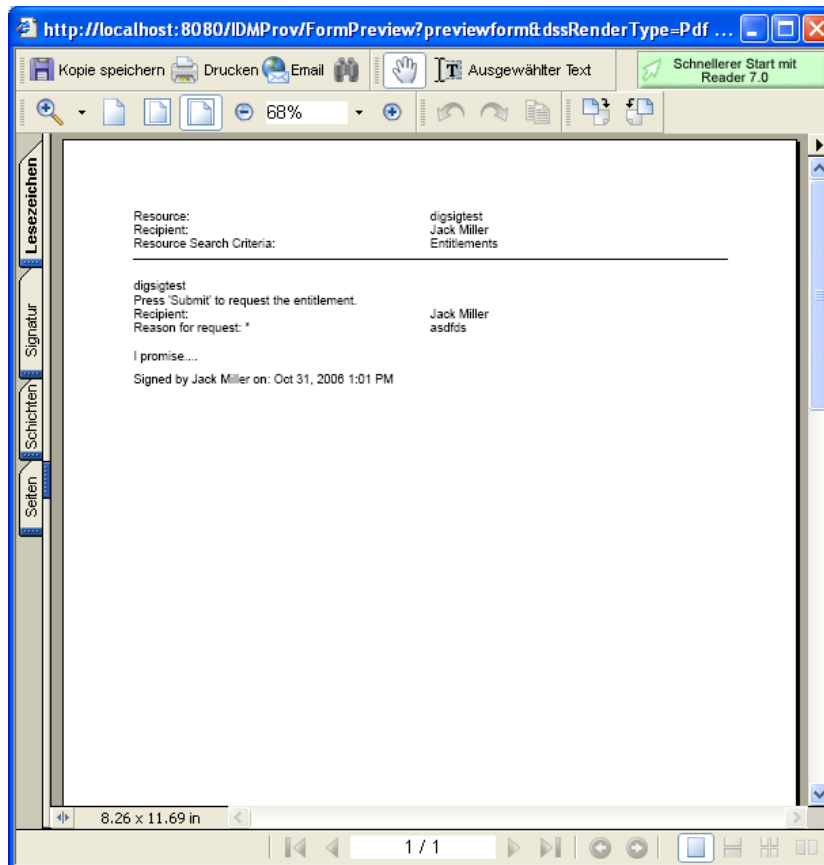 http://localhost:8080/IDMProv/FormPreview?previewform&dssRenderType=Pdf ...
Kopie speichern Drucken Email Ausgewählter Text Schnellerer Start mit Reader 7.0
68%
Lesezeichen
Signatur
Schichten
Seiten
Resource: digsigtest
Recipient: Jack Miller
Resource Search Criteria: Entitlements
digsigtest
Press 'Submit' to request the entitlement.
Recipient: Jack Miller
Reason for request: * asdfds
I promise....
Signed by Jack Miller on: Oct 31, 2006 1:01 PM
8.26 x 11.69 in
1 / 1